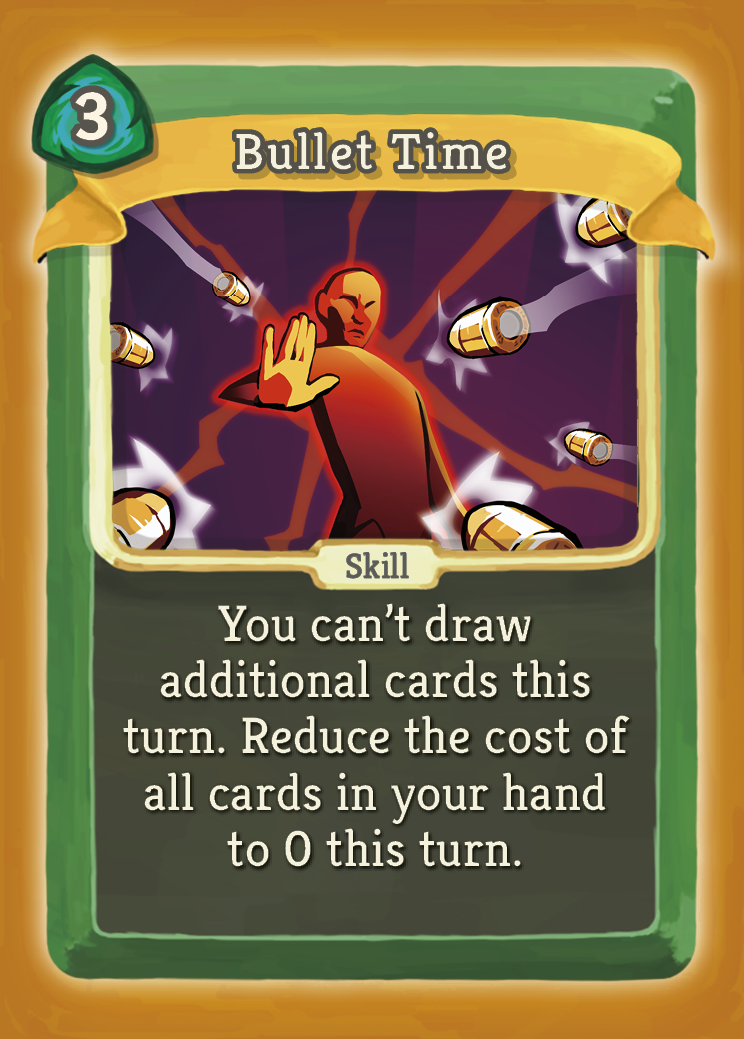 3
Bullet Time
Skill
You can't draw
additional cards this
turn. Reduce the cost of
all cards in your hand
to 0 this turn.